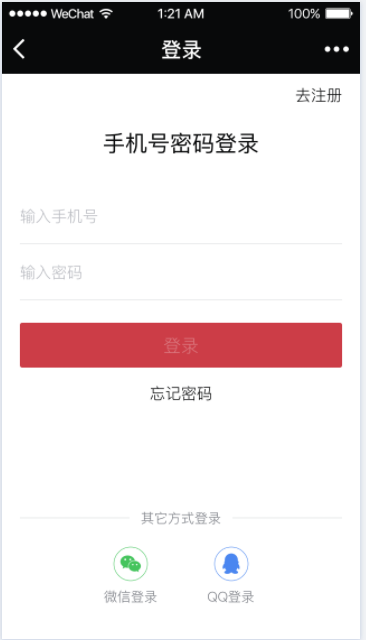 WeChat 1:21 AM 100%
登录
去注册
手机号密码登录
输入手机号
输入密码
登录
忘记密码
其它方式登录
微信登录 QQ登录